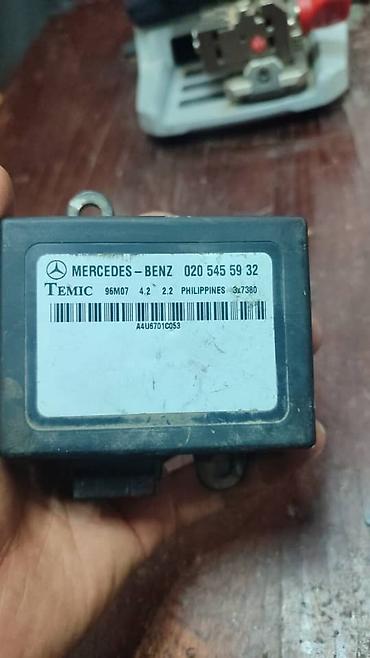 MERCEDES-BENZ 020 545 59 32
TEMIC 96M07 4.2 2.2 PHILIPPINES 3x7380
A4U6701C053